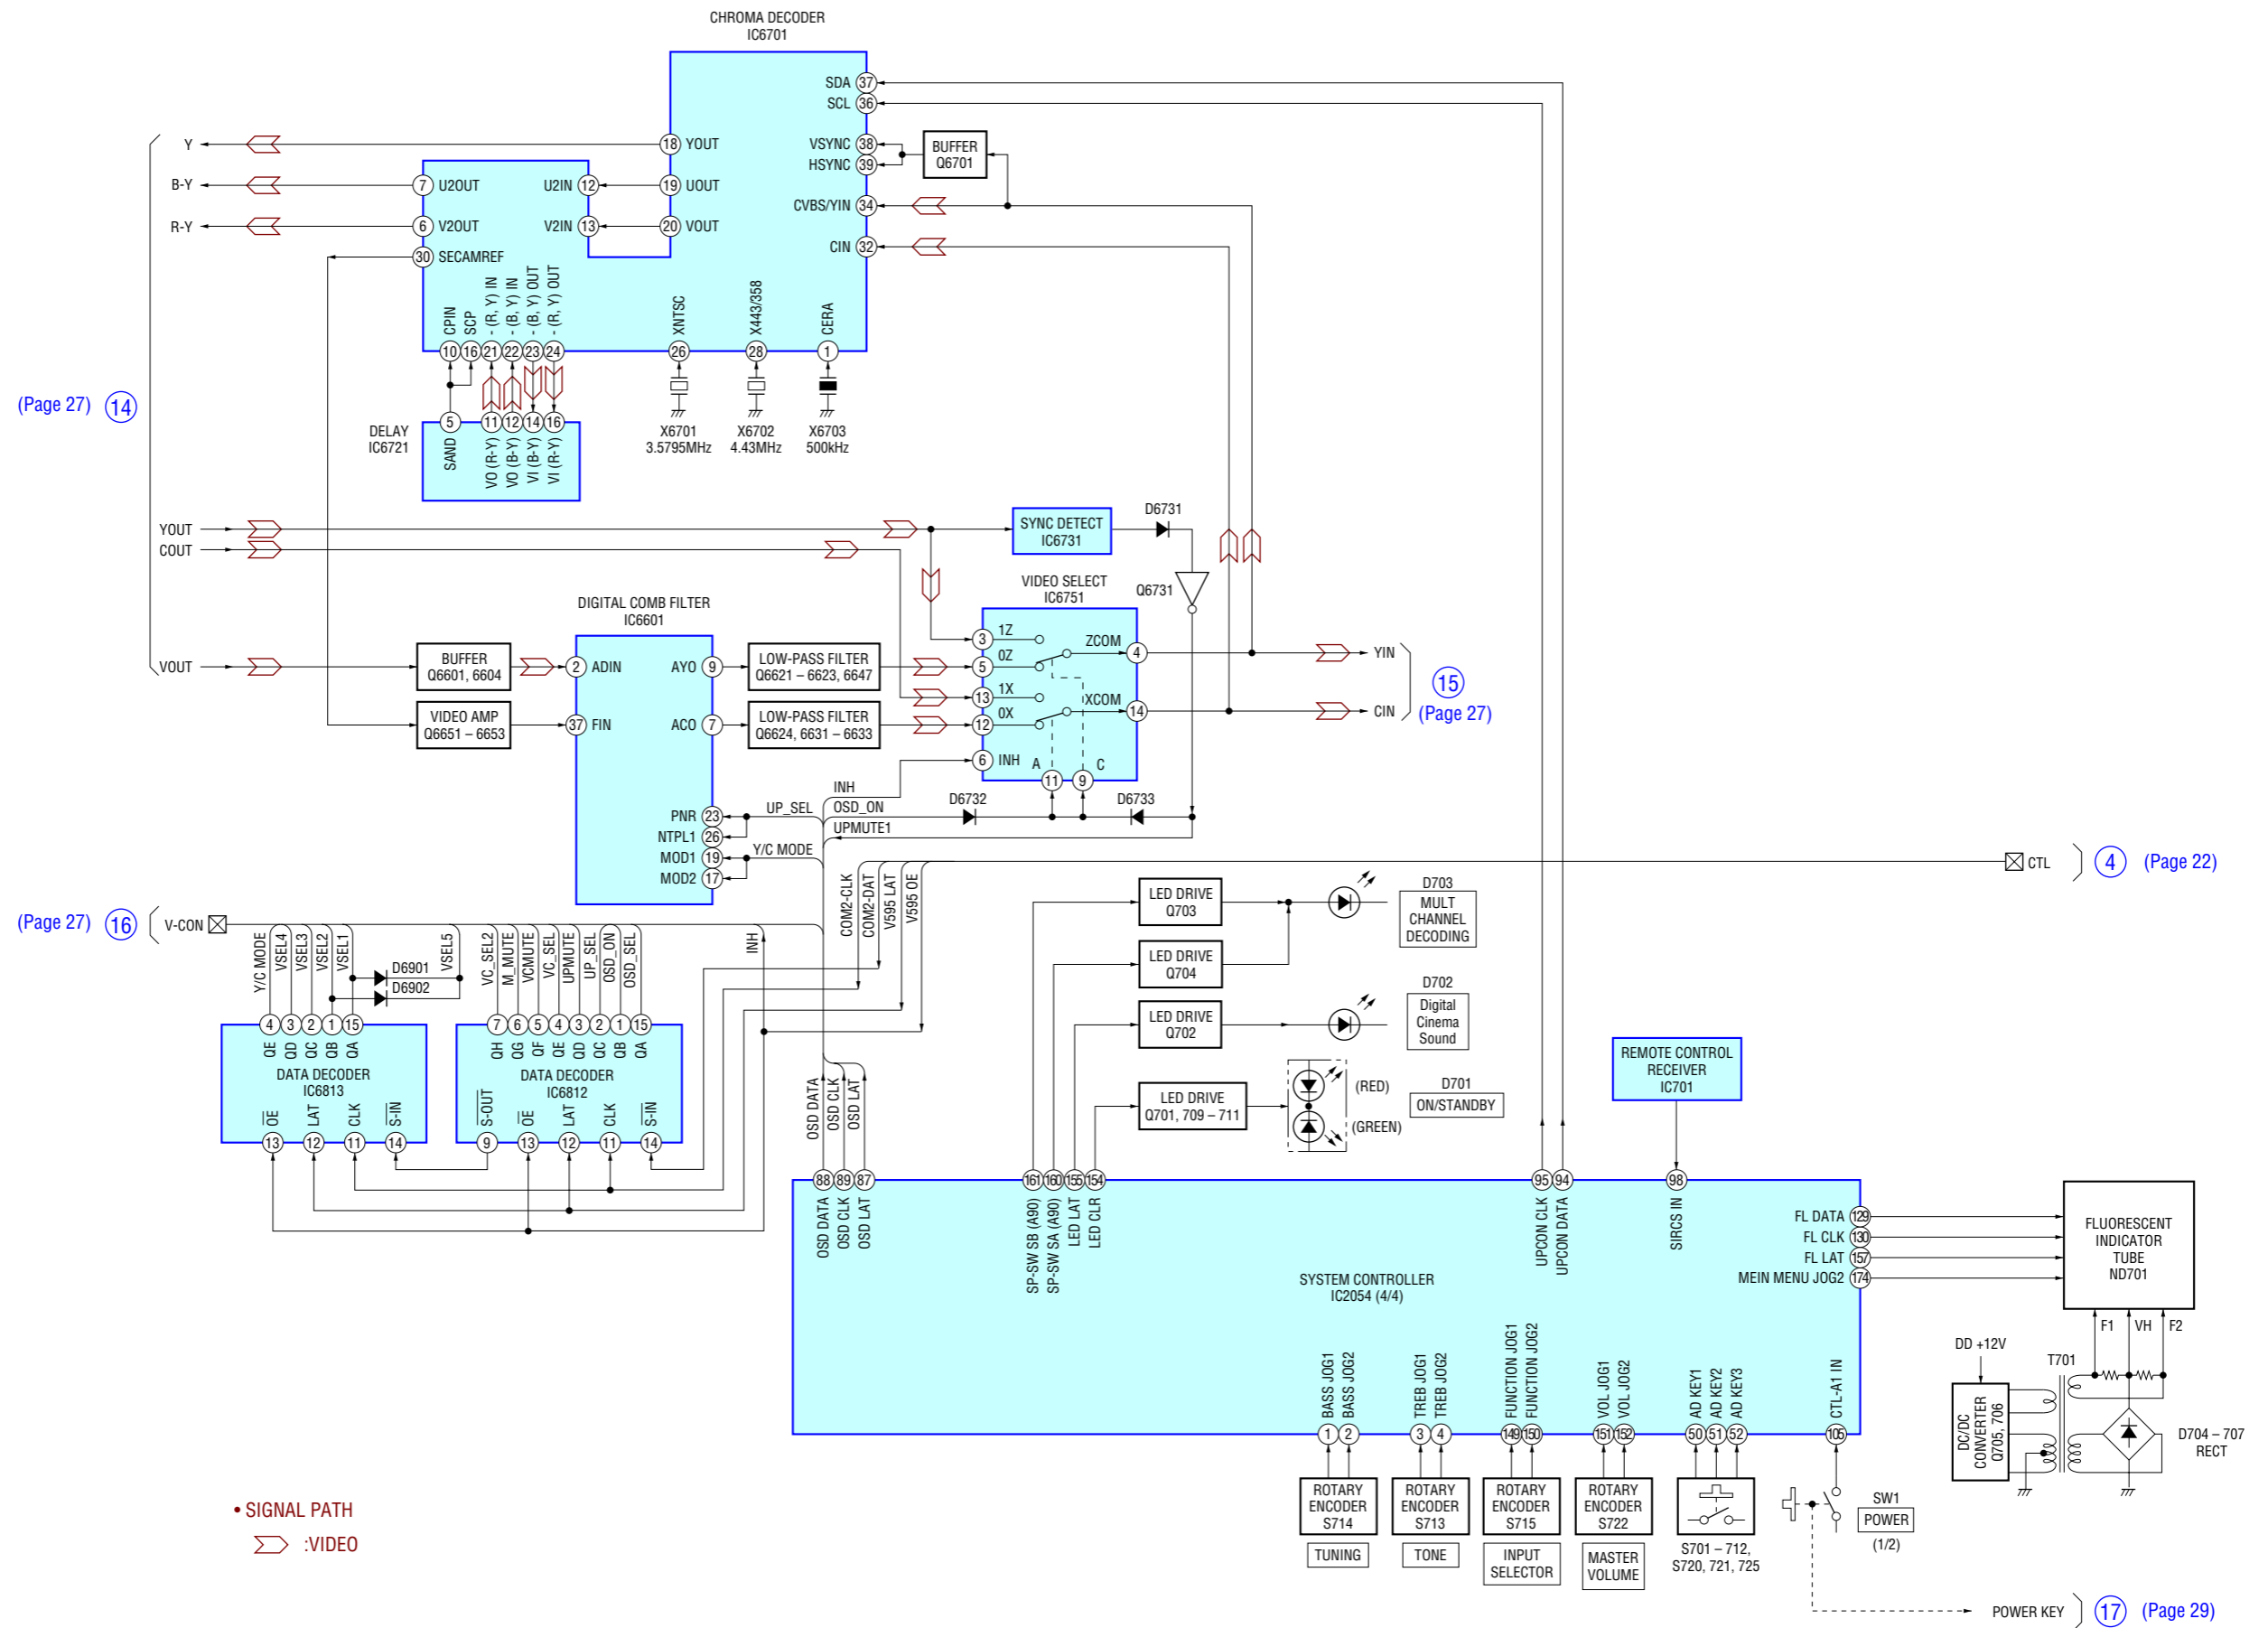 CHROMA DECODER
IC6701
SDA 37
SCL 36
18 YOUT
VSYNC 38
HSYNC 39
BUFFER
Q6701
Y
B-Y
R-Y
7 U2OUT
U2IN 12
19 UOUT
6 V2OUT
V2IN 13
20 VOUT
CVBS/YIN 34
CIN 32
30 SECAMREF
CPIN
SCP
- (R, Y) IN
- (B, Y) IN
- (B, Y) OUT
- (R, Y) OUT
XNTSC
X443/358
CERA
10 16 21 22 23 24
26
28
1
(Page 27) 14
DELAY
IC6721
5 11 12 14 16
SAND
VO (R-Y)
VO (B-Y)
VI (B-Y)
VI (R-Y)
X6701
3.5795MHz
X6702
4.43MHz
X6703
500kHz
YOUT
COUT
SYNC DETECT
IC6731
D6731
Q6731
VIDEO SELECT
IC6751
DIGITAL COMB FILTER
IC6601
3 1Z
5 0Z
13 1X
12 0X
6 INH
ZCOM 4
XCOM 14
A
C
11 9
YIN
CIN
15
(Page 27)
VOUT
BUFFER
Q6601, 6604
2 ADIN
AYO 9
LOW-PASS FILTER
Q6621 – 6623, 6647
VIDEO AMP
Q6651 – 6653
37 FIN
ACO 7
LOW-PASS FILTER
Q6624, 6631 – 6633
PNR 23
NTPL1 26
MOD1 19
MOD2 17
UP_SEL
Y/C MODE
INH
OSD_ON
UPMUTE1
D6732
D6733
CTL
4 (Page 22)
COM2-CLK
COM2-DAT
V595 LAT
V595 OE
(Page 27) 16
V-CON
Y/C MODE
VSEL4
VSEL3
VSEL2
VSEL1
D6901
D6902
VSEL5
VC_SEL2
M_MUTE
VCMUTE
VC_SEL
UPMUTE
UP_SEL
OSD_ON
OSD_SEL
INH
4 3 2 1 15
QE
QD
QC
QB
QA
DATA DECODER
IC6813
OE
LAT
CLK
S-IN
13 12 11 14
7 6 5 4 3 2 1 15
QH
QG
QF
QE
QD
QC
QB
QA
DATA DECODER
IC6812
S-OUT
OE
LAT
CLK
S-IN
9 13 12 11 14
LED DRIVE
Q703
LED DRIVE
Q704
LED DRIVE
Q702
LED DRIVE
Q701, 709 – 711
D703
MULT
CHANNEL
DECODING
D702
Digital
Cinema
Sound
(RED)
(GREEN)
D701
ON/STANDBY
REMOTE CONTROL
RECEIVER
IC701
OSD DATA
OSD CLK
OSD LAT
88 89 87
OSD DATA
OSD CLK
OSD LAT
161 160 155 154
SP-SW SB (A90)
SP-SW SA (A90)
LED LAT
LED CLR
95 94
UPCON CLK
UPCON DATA
98
SIRCS IN
FL DATA 129
FL CLK 130
FL LAT 157
MEIN MENU JOG2 174
FLUORESCENT
INDICATOR
TUBE
ND701
SYSTEM CONTROLLER
IC2054 (4/4)
F1
VH
F2
DD +12V
T701
DC/DC
CONVERTER
Q705, 706
D704 – 707
RECT
BASS JOG1
BASS JOG2
TREB JOG1
TREB JOG2
FUNCTION JOG1
FUNCTION JOG2
VOL JOG1
VOL JOG2
AD KEY1
AD KEY2
AD KEY3
CTL-A1 IN
1 2
3 4
149 150
151 152
50 51 52
105
ROTARY
ENCODER
S714
ROTARY
ENCODER
S713
ROTARY
ENCODER
S715
ROTARY
ENCODER
S722
TUNING
TONE
INPUT
SELECTOR
MASTER
VOLUME
S701 – 712,
S720, 721, 725
SW1
POWER
(1/2)
• SIGNAL PATH
:VIDEO
POWER KEY
17 (Page 29)